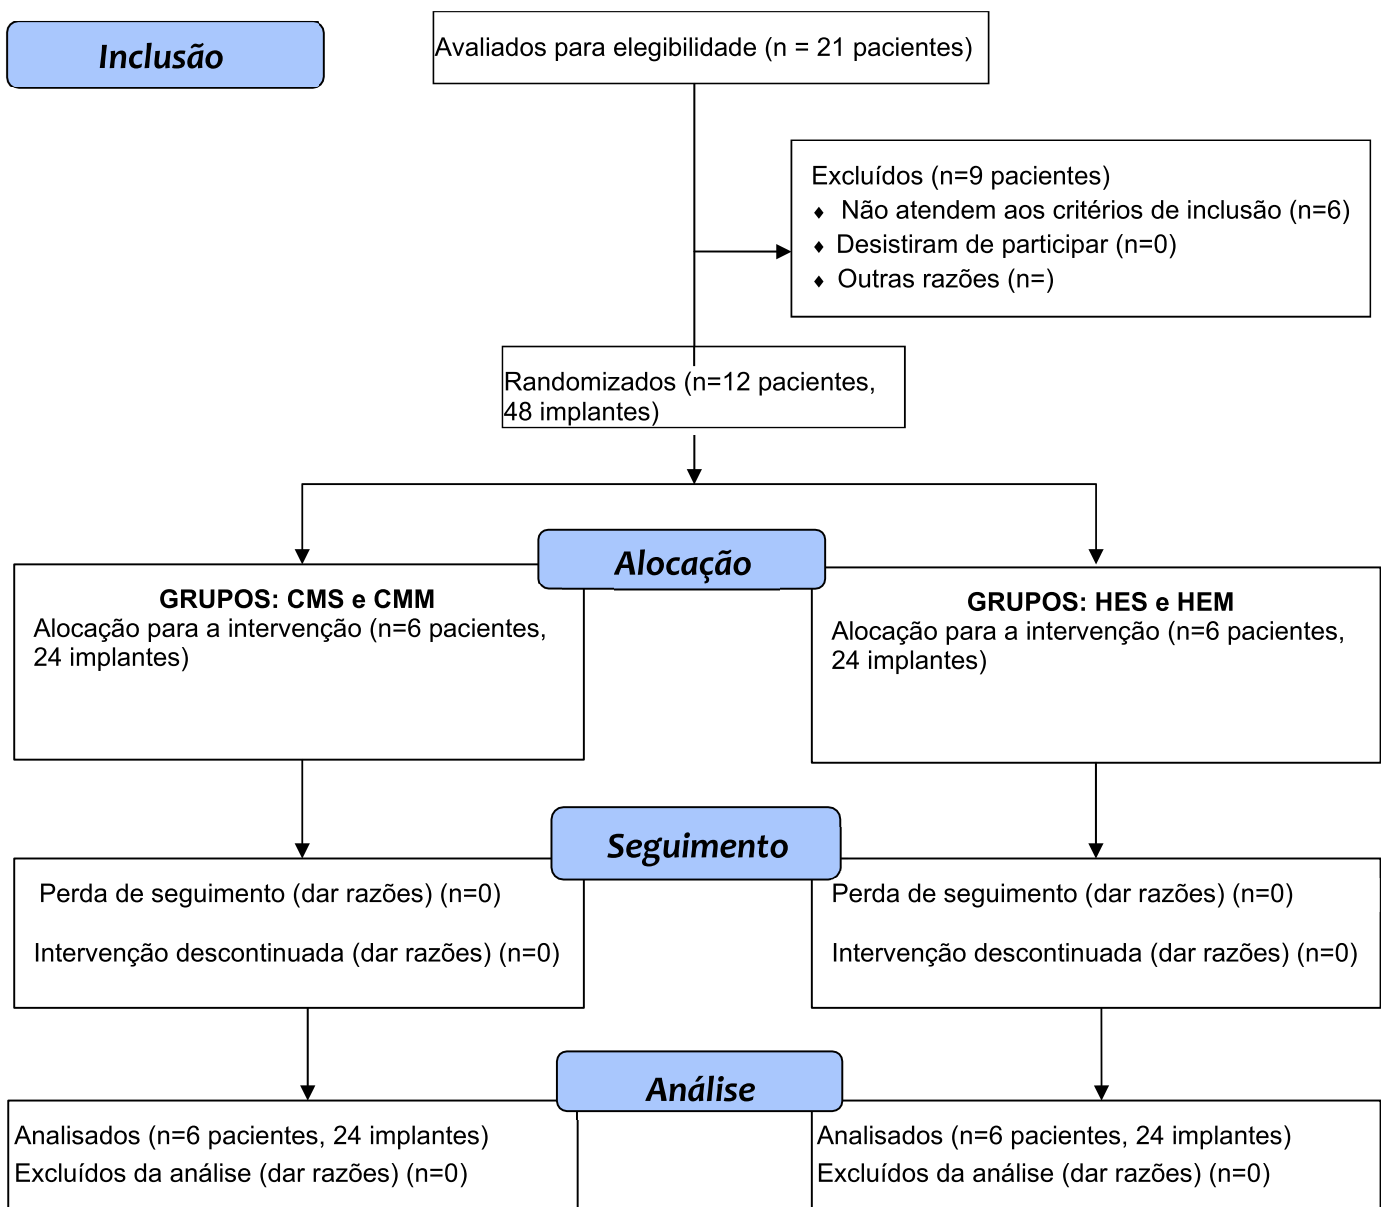 Inclusão
Avaliados para elegibilidade (n = 21 pacientes)
Excluídos (n=9 pacientes)
♦ Não atendem aos critérios de inclusão (n=6)
♦ Desistiram de participar (n=0)
♦ Outras razões (n=)
Randomizados (n=12 pacientes,
48 implantes)
Alocação
GRUPOS: CMS e CMM
Alocação para a intervenção (n=6 pacientes,
24 implantes)
GRUPOS: HES e HEM
Alocação para a intervenção (n=6 pacientes,
24 implantes)
Seguimento
Perda de seguimento (dar razões) (n=0)
Intervenção descontinuada (dar razões) (n=0)
Perda de seguimento (dar razões) (n=0)
Intervenção descontinuada (dar razões) (n=0)
Análise
Analisados (n=6 pacientes, 24 implantes)
Excluídos da análise (dar razões) (n=0)
Analisados (n=6 pacientes, 24 implantes)
Excluídos da análise (dar razões) (n=0)